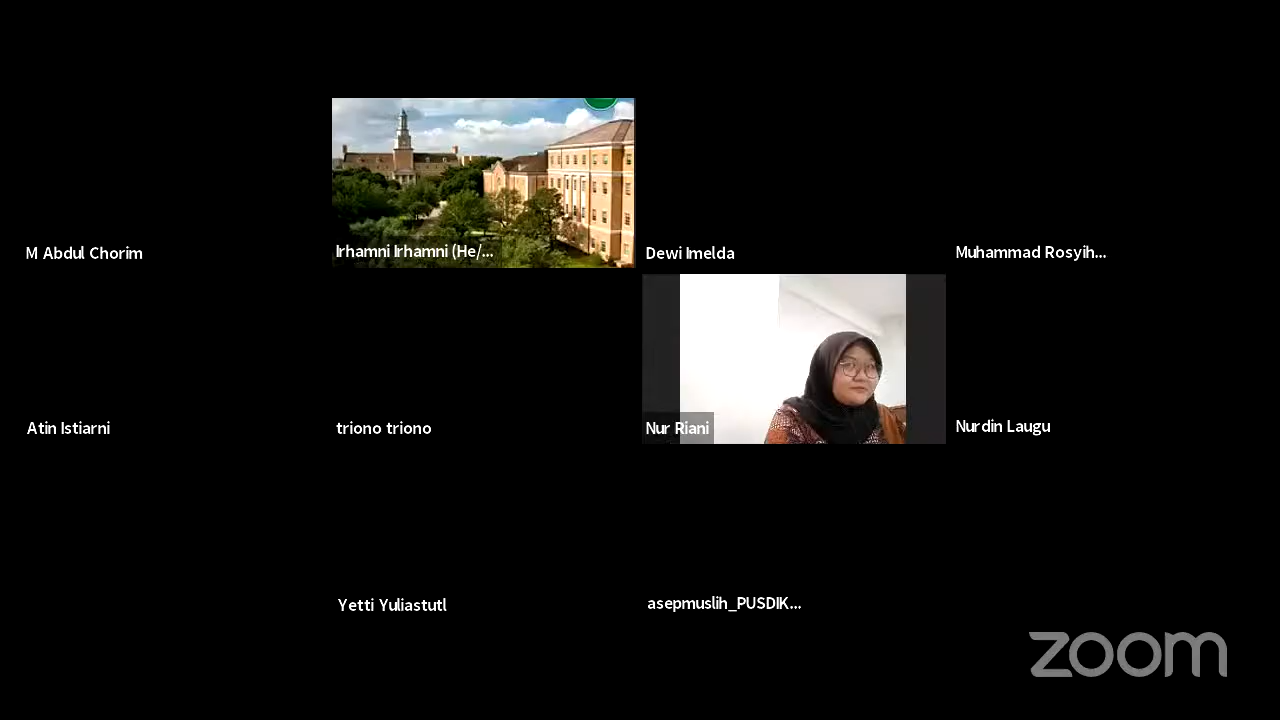 M Abdul Chorim
Irhamni Irhamni (He/...
Dewi Imelda
Muhammad Rosyih...
Atin Istiarni
triono triono
Nur Riani
Nurdin Laugu
Yetti Yuliastutl
asepmuslih_PUSDIK...
zoom